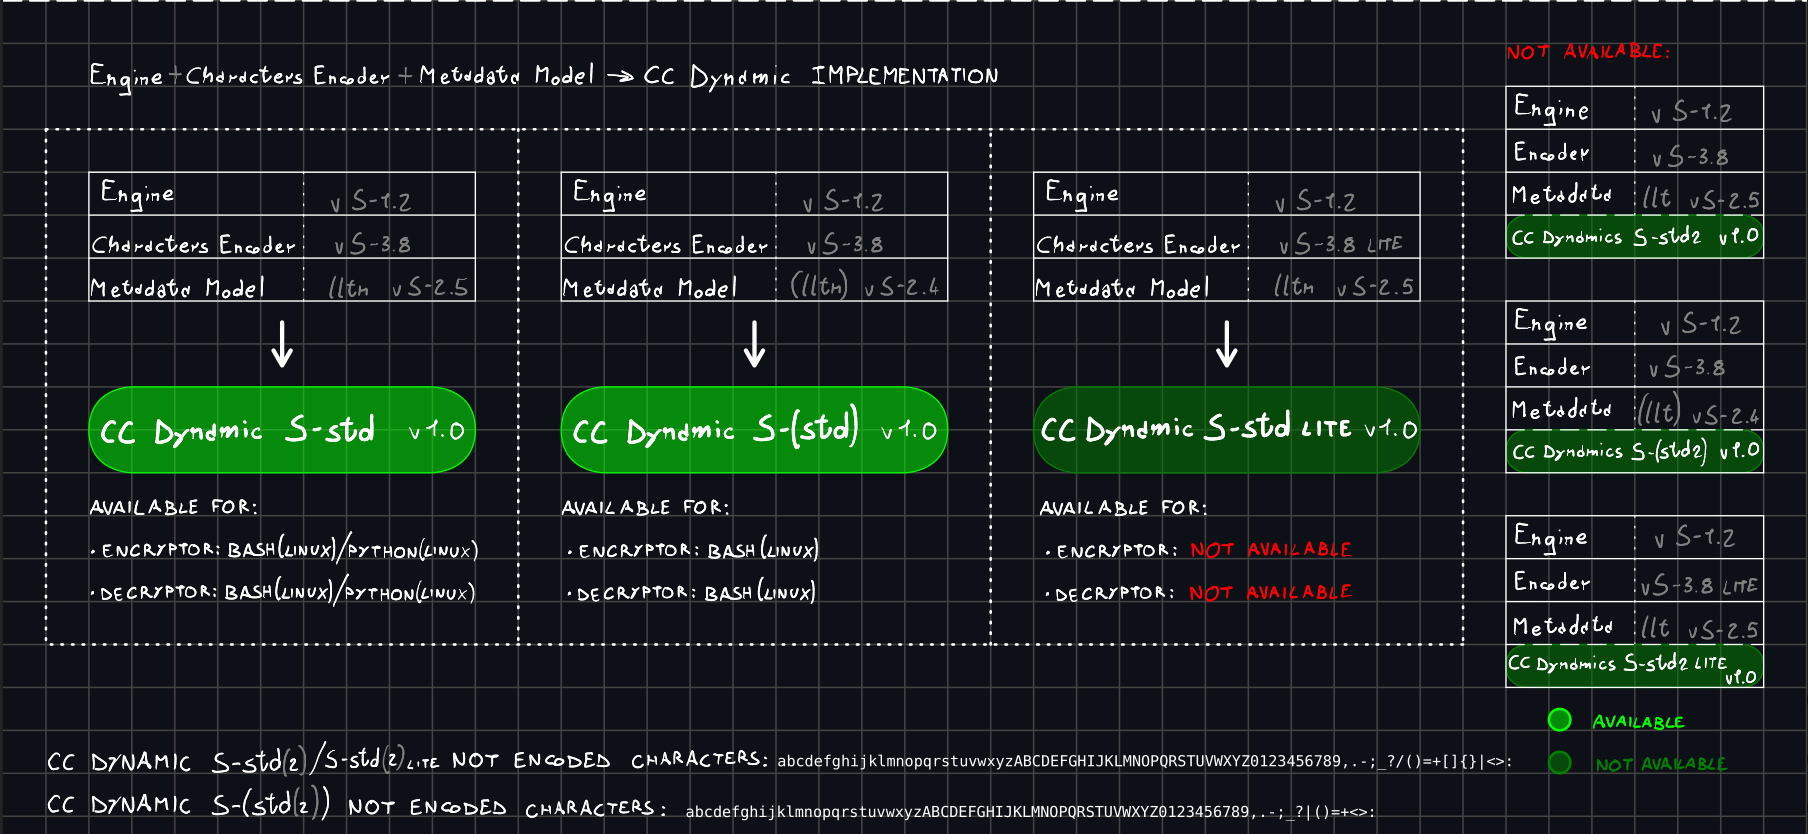 Engine + Characters Encoder + Metadata Model → CC Dynamic IMPLEMENTATION
Engine v S-1.2
Characters Encoder v S-3.8
Metadata Model lltm v S-2.5
CC Dynamic S-std v1.0
AVAILABLE FOR:
• ENCRYPTOR: BASH(LINUX)/PYTHON(LINUX)
• DECRYPTOR: BASH(LINUX)/PYTHON(LINUX)
Engine v S-1.2
Characters Encoder v S-3.8
Metadata Model (lltm) v S-2.4
CC Dynamic S-(std) v1.0
AVAILABLE FOR:
• ENCRYPTOR: BASH(LINUX)
• DECRYPTOR: BASH(LINUX)
Engine v S-1.2
Characters Encoder v S-3.8 LITE
Metadata Model lltm v S-2.5
CC Dynamic S-std LITE v1.0
AVAILABLE FOR:
• ENCRYPTOR: NOT AVAILABLE
• DECRYPTOR: NOT AVAILABLE
NOT AVAILABLE:
Engine v S-1.2
Encoder v S-3.8
Metadata llt v S-2.5
CC Dynamics S-std2 v1.0
Engine v S-1.2
Encoder v S-3.8
Metadata (llt) v S-2.4
CC Dynamics S-(std2) v1.0
Engine v S-1.2
Encoder v S-3.8 LITE
Metadata llt v S-2.5
CC Dynamics S-std2 LITE
v1.0
AVAILABLE
NOT AVAILABLE
CC DYNAMIC S-std(2)/S-std(2)LITE NOT ENCODED CHARACTERS: abcdefghijklmnopqrstuvwxyzABCDEFGHIJKLMNOPQRSTUVWXYZ0123456789,.-;_?/()=+[]{}|<>:
CC DYNAMIC S-(std(2)) NOT ENCODED CHARACTERS: abcdefghijklmnopqrstuvwxyzABCDEFGHIJKLMNOPQRSTUVWXYZ0123456789,.-;_?|()=+<>: